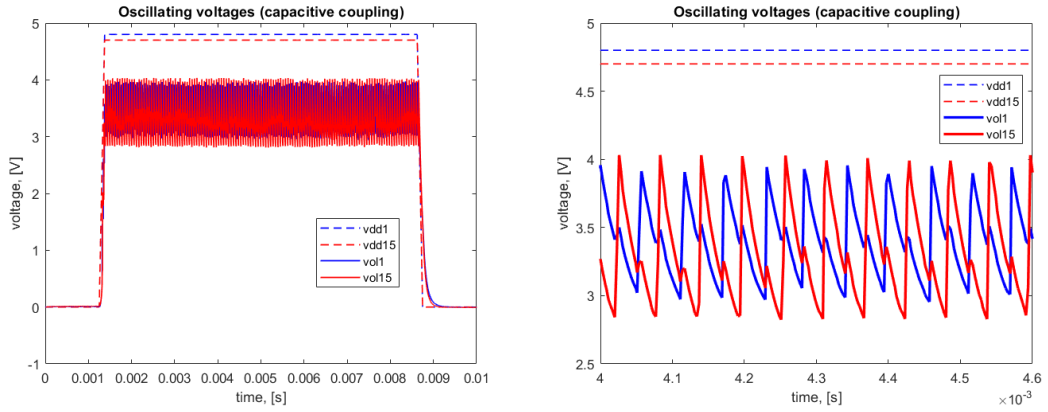 Oscillating voltages (capacitive coupling)
5
4
3
2
1
0
-1
voltage, [V]
vdd1
vdd15
vol1
vol15
0
0.001
0.002
0.003
0.004
0.005
0.006
0.007
0.008
0.009
0.01
time, [s]
Oscillating voltages (capacitive coupling)
5
4.5
4
3.5
3
2.5
voltage, [V]
vdd1
vdd15
vol1
vol15
4
4.1
4.2
4.3
4.4
4.5
4.6
time, [s]
×10⁻³